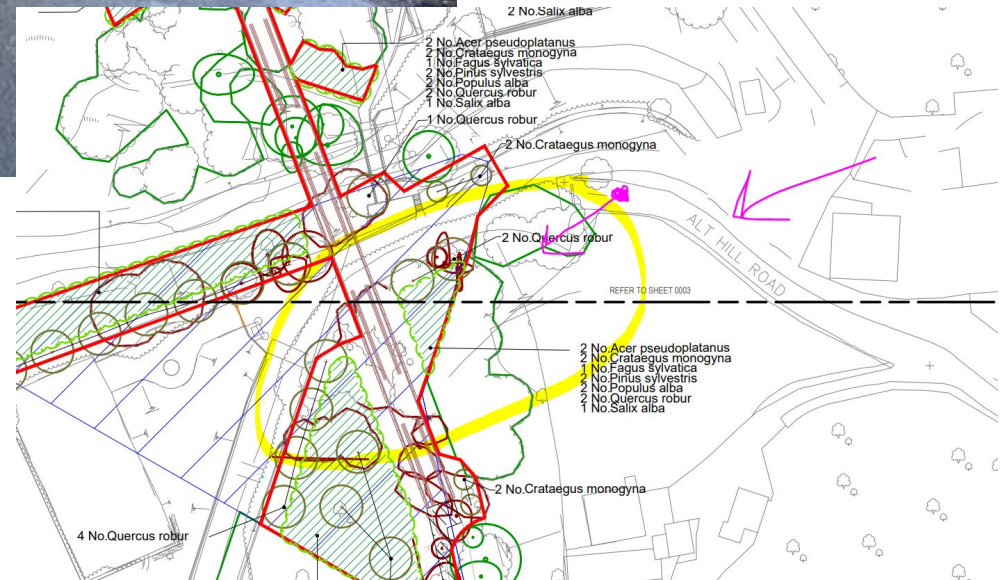 2 No.Salix alba
2 No.Acer pseudoplatanus
2 No.Crataegus monogyna
1 No.Fagus sylvatica
2 No.Pinus sylvestris
2 No.Populus alba
2 No.Quercus robur
1 No.Salix alba
1 No.Quercus robur
2 No.Crataegus monogyna
ALT HILL ROAD
2 No.Quercus robur
REFER TO SHEET 0003
2 No.Acer pseudoplatanus
2 No.Crataegus monogyna
1 No.Fagus sylvatica
2 No.Pinus sylvestris
2 No.Populus alba
2 No.Quercus robur
1 No.Salix alba
2 No.Crataegus monogyna
4 No.Quercus robur